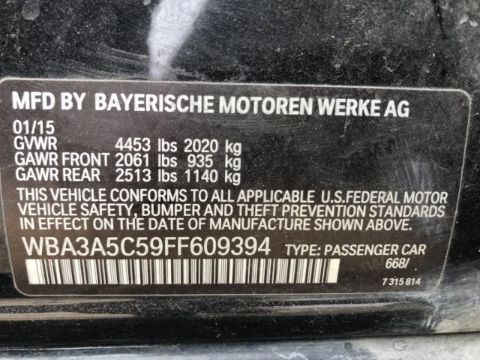 MFD BY BAYERISCHE MOTOREN WERKE AG
01/15
GVWR 4453 lbs 2020 kg
GAWR FRONT 2061 lbs 935 kg
GAWR REAR 2513 lbs 1140 kg
THIS VEHICLE CONFORMS TO ALL APPLICABLE U.S.FEDERAL MOTOR
VEHICLE SAFETY, BUMPER AND THEFT PREVENTION STANDARDS
IN EFFECT ON THE DATE OF MANUFACTURE SHOWN ABOVE.
WBA3A5C59FF609394 TYPE: PASSENGER CAR
668/
7 315 814